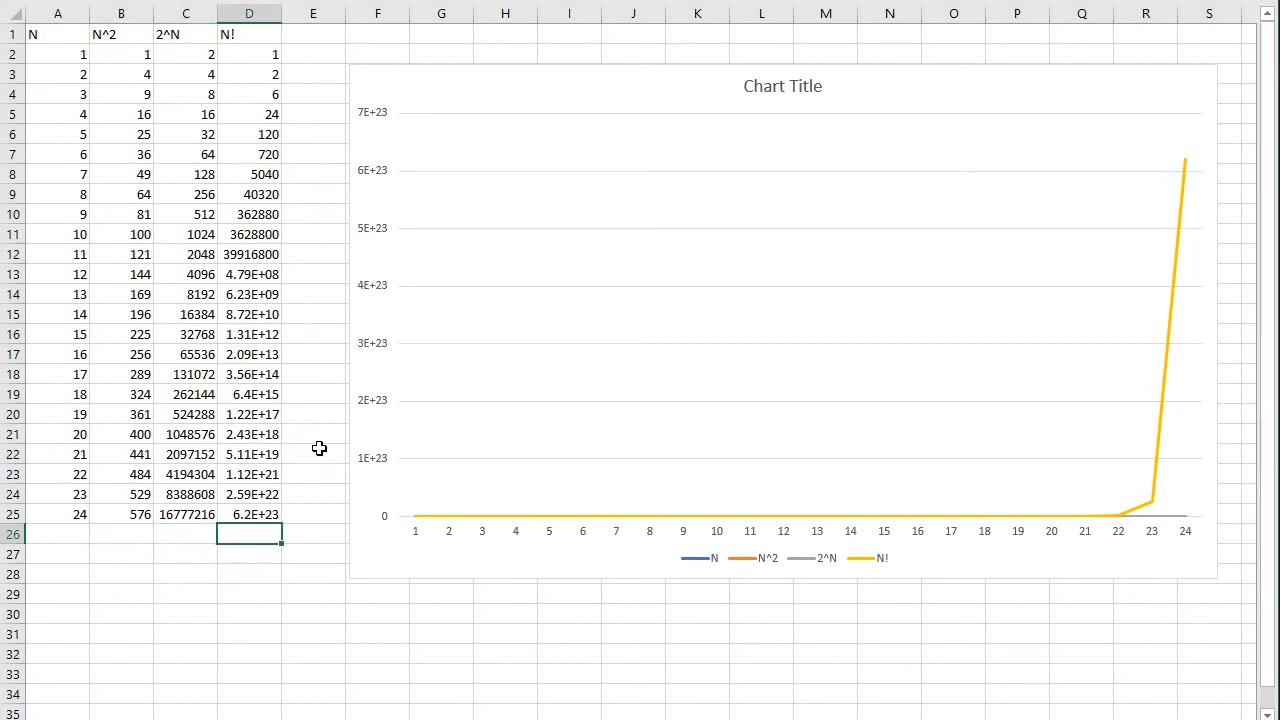 A B C D E F G H I J K L M N O P Q R S
1 N N^2 2^N N!
2 1 1 2 1
3 2 4 4 2
4 3 9 8 6
5 4 16 16 24
6 5 25 32 120
7 6 36 64 720
8 7 49 128 5040
9 8 64 256 40320
10 9 81 512 362880
11 10 100 1024 3628800
12 11 121 2048 39916800
13 12 144 4096 4.79E+08
14 13 169 8192 6.23E+09
15 14 196 16384 8.72E+10
16 15 225 32768 1.31E+12
17 16 256 65536 2.09E+13
18 17 289 131072 3.56E+14
19 18 324 262144 6.4E+15
20 19 361 524288 1.22E+17
21 20 400 1048576 2.43E+18
22 21 441 2097152 5.11E+19
23 22 484 4194304 1.12E+21
24 23 529 8388608 2.59E+22
25 24 576 16777216 6.2E+23
26
27
28
29
30
31
32
33
34
35
Chart Title
7E+23
6E+23
5E+23
4E+23
3E+23
2E+23
1E+23
0
1 2 3 4 5 6 7 8 9 10 11 12 13 14 15 16 17 18 19 20 21 22 23 24
N N^2 2^N N!